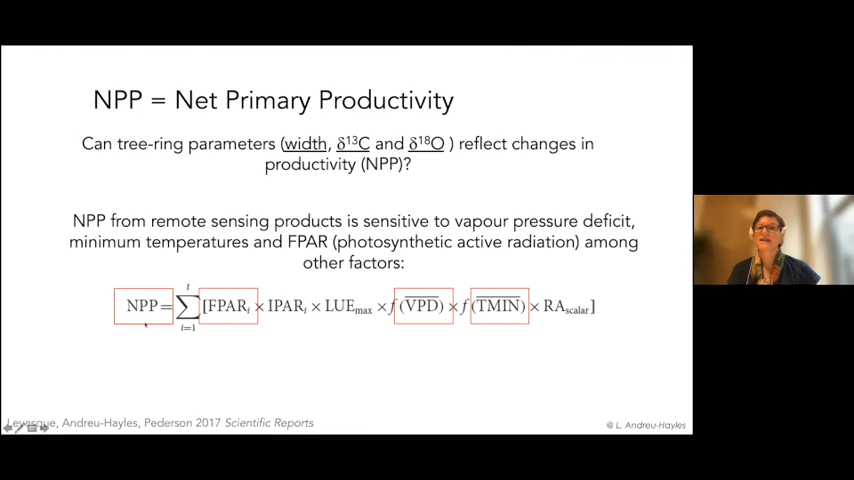 NPP = Net Primary Productivity
Can tree-ring parameters (width, δ¹³C and δ¹⁸O ) reflect changes in
productivity (NPP)?
NPP from remote sensing products is sensitive to vapour pressure deficit,
minimum temperatures and FPAR (photosynthetic active radiation) among
other factors:
NPP = ∑ᵗᵢ₌₁ [FPARᵢ × IPARᵢ × LUEmax × f(V̅P̅D̅) × f(T̅M̅I̅N̅) × RAscalar]
Levesque, Andreu-Hayles, Pederson 2017 Scientific Reports
@ L. Andreu-Hayles